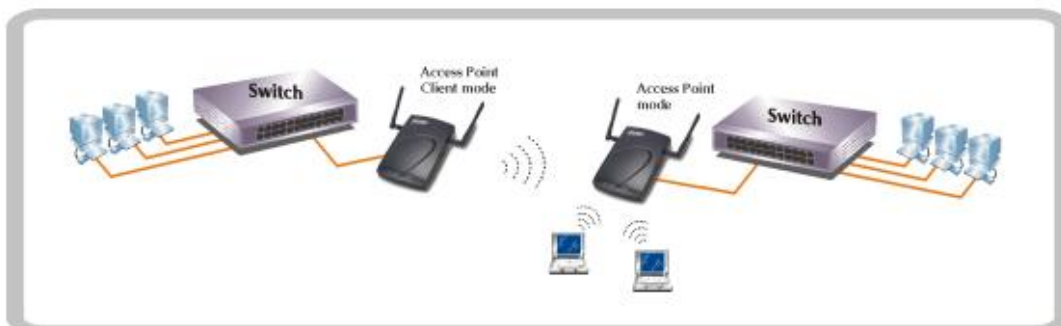 Switch
Access Point
Client mode
Access Point
mode
Switch